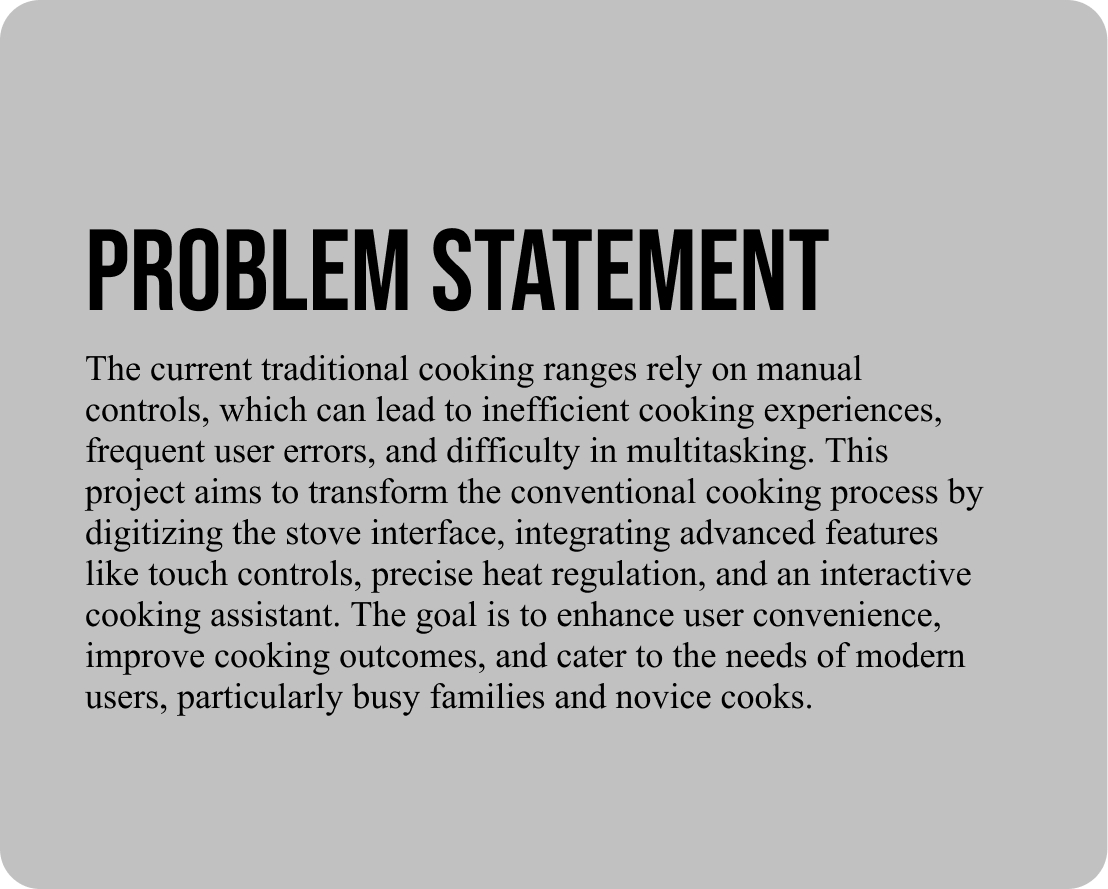 PROBLEM STATEMENT
The current traditional cooking ranges rely on manual
controls, which can lead to inefficient cooking experiences,
frequent user errors, and difficulty in multitasking. This
project aims to transform the conventional cooking process by
digitizing the stove interface, integrating advanced features
like touch controls, precise heat regulation, and an interactive
cooking assistant. The goal is to enhance user convenience,
improve cooking outcomes, and cater to the needs of modern
users, particularly busy families and novice cooks.